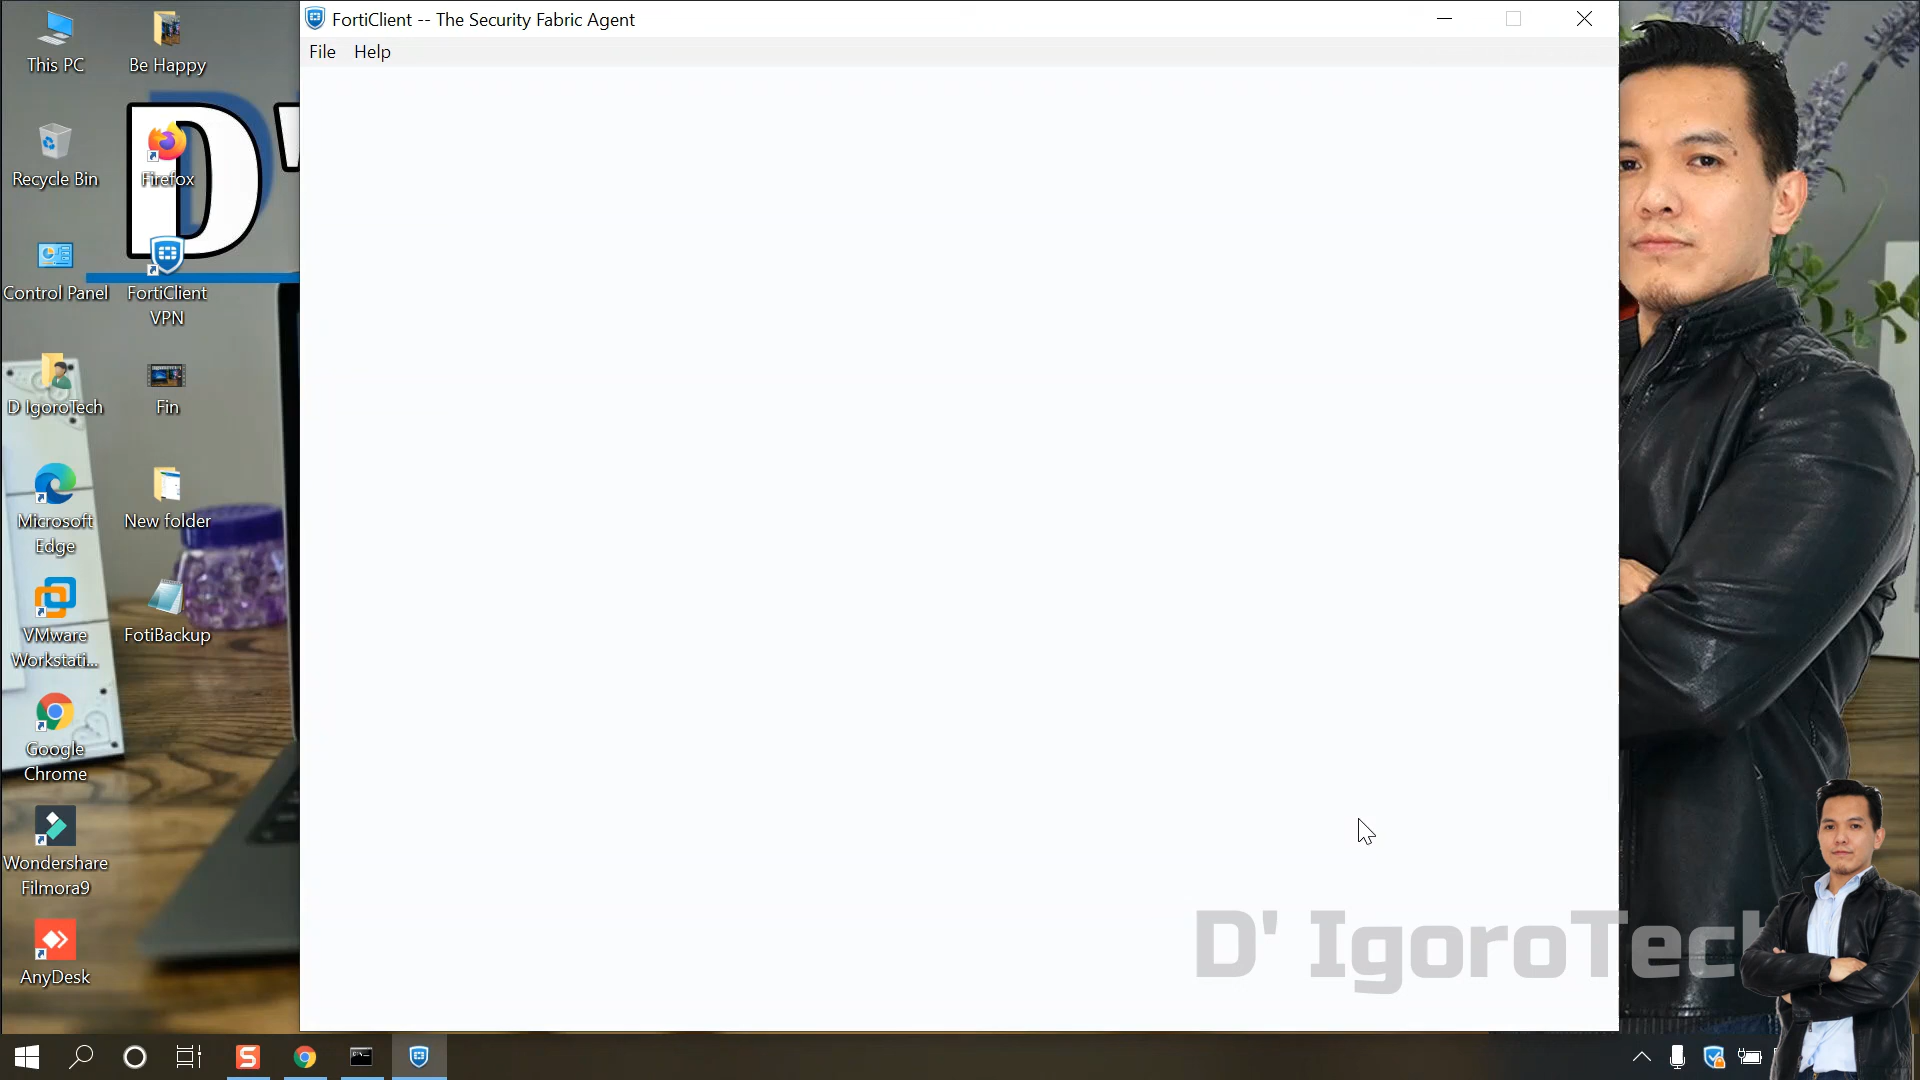 FortiClient -- The Security Fabric Agent
File Help
This PC
Be Happy
D'
Recycle Bin
Firefox
Control Panel
FortiClient
VPN
D IgoroTech
Fin
Microsoft
Edge
New folder
VMware
Workstati...
FotiBackup
Google
Chrome
Wondershare
Filmora9
AnyDesk
D' IgoroTech